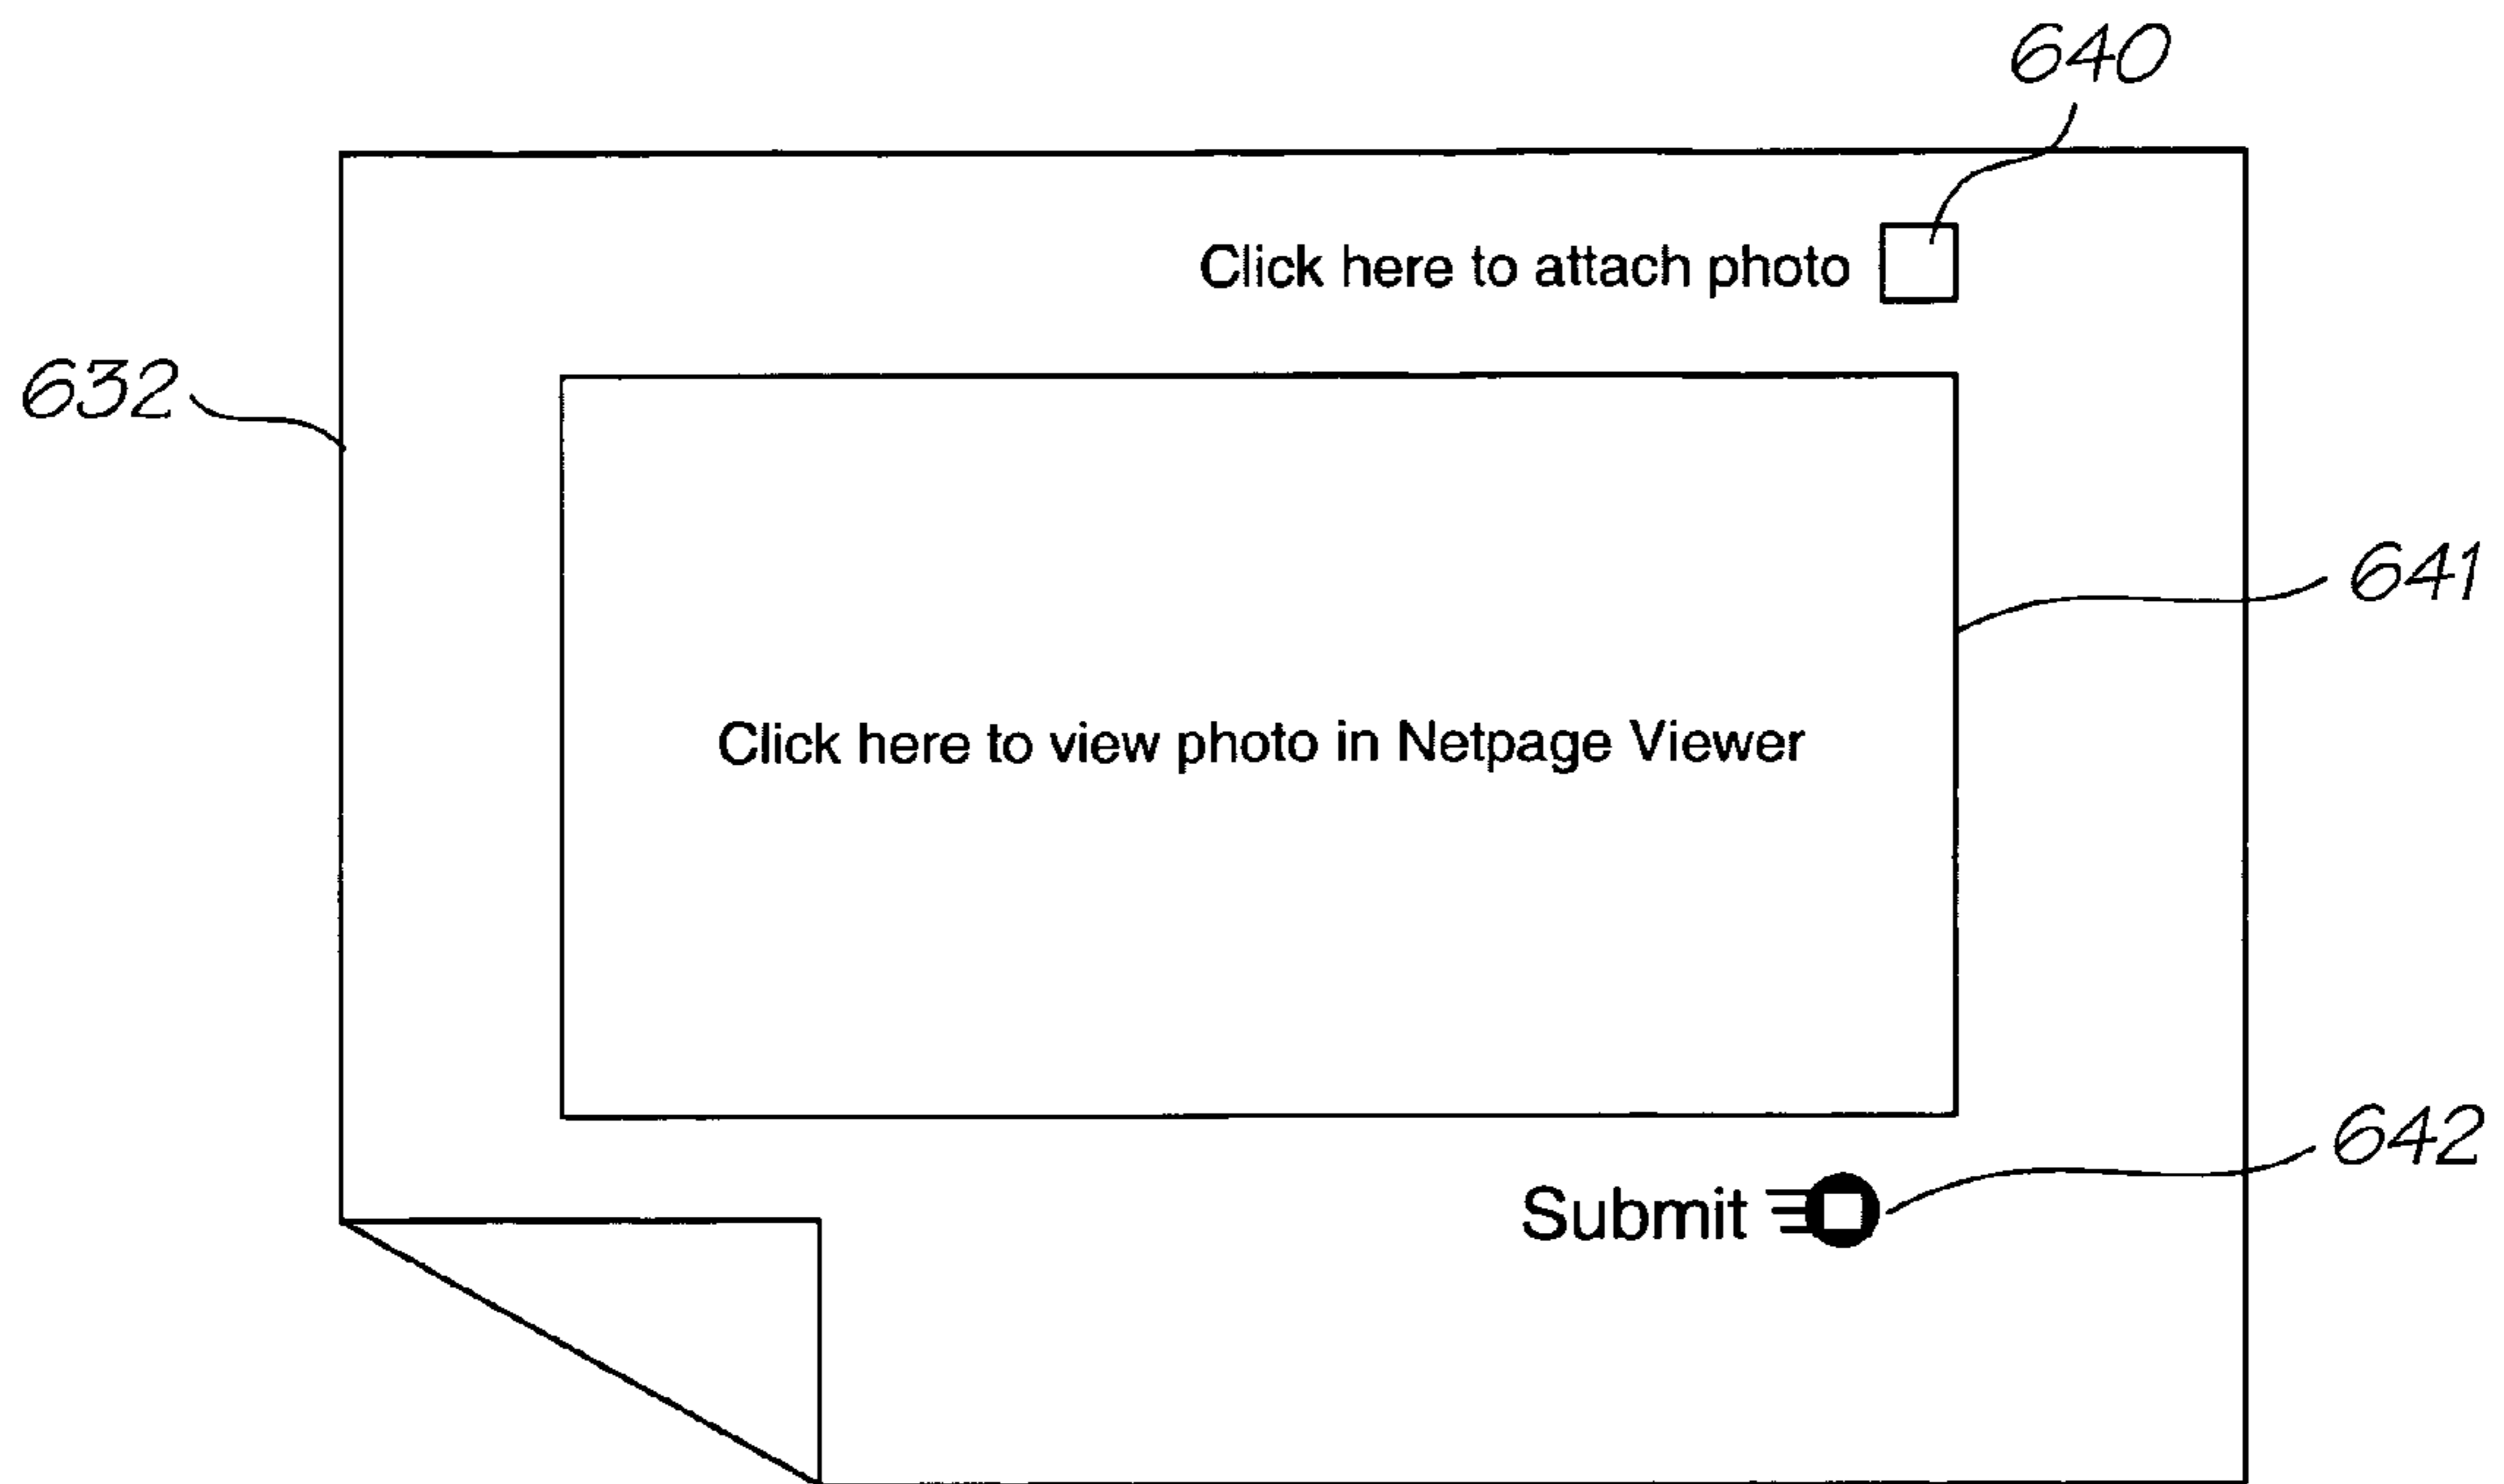 640
Click here to attach photo
632
641
Click here to view photo in Netpage Viewer
642
Submit